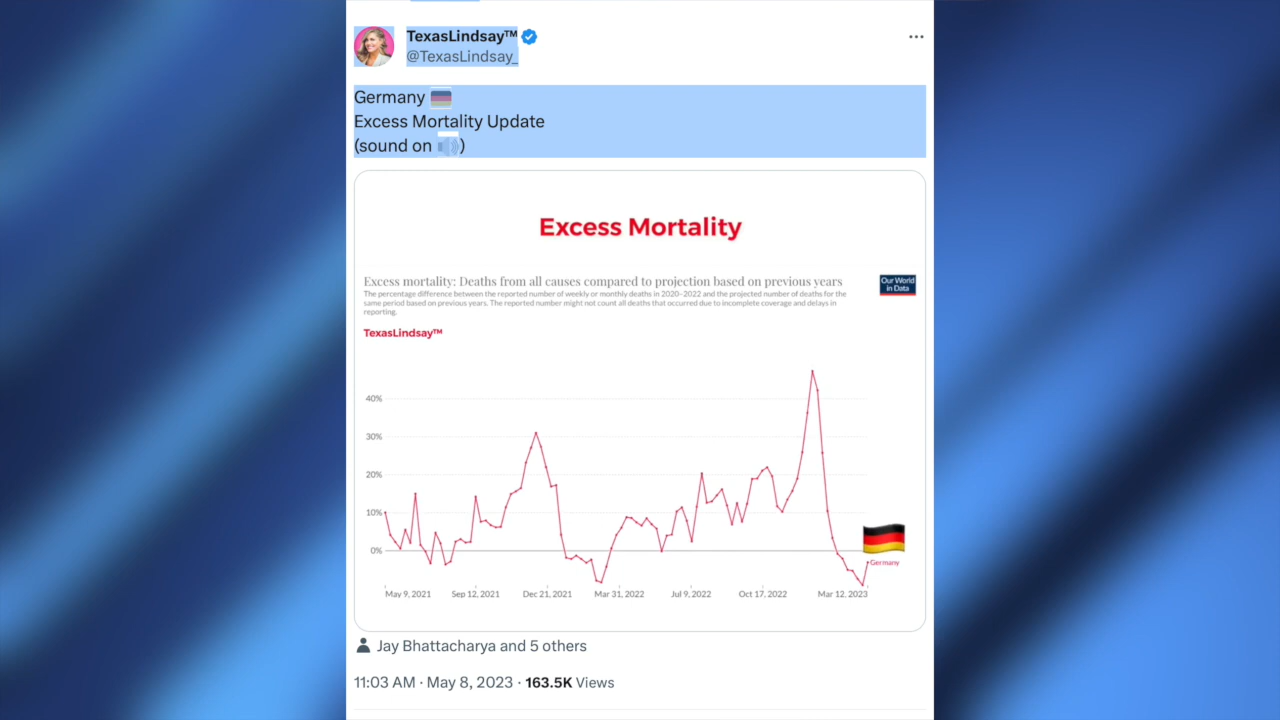 TexasLindsay™
@TexasLindsay_
Germany
Excess Mortality Update
(sound on )
Excess Mortality
Excess mortality: Deaths from all causes compared to projection based on previous years
The percentage difference between the reported number of weekly or monthly deaths in 2020–2022 and the projected number of deaths for the
same period based on previous years. The reported number might not count all deaths that occurred due to incomplete coverage and delays in
reporting.
Our World
in Data
TexasLindsay™
40%
30%
20%
10%
0%
Germany
May 9, 2021 Sep 12, 2021 Dec 21, 2021 Mar 31, 2022 Jul 9, 2022 Oct 17, 2022 Mar 12, 2023
Jay Bhattacharya and 5 others
11:03 AM · May 8, 2023 · 163.5K Views